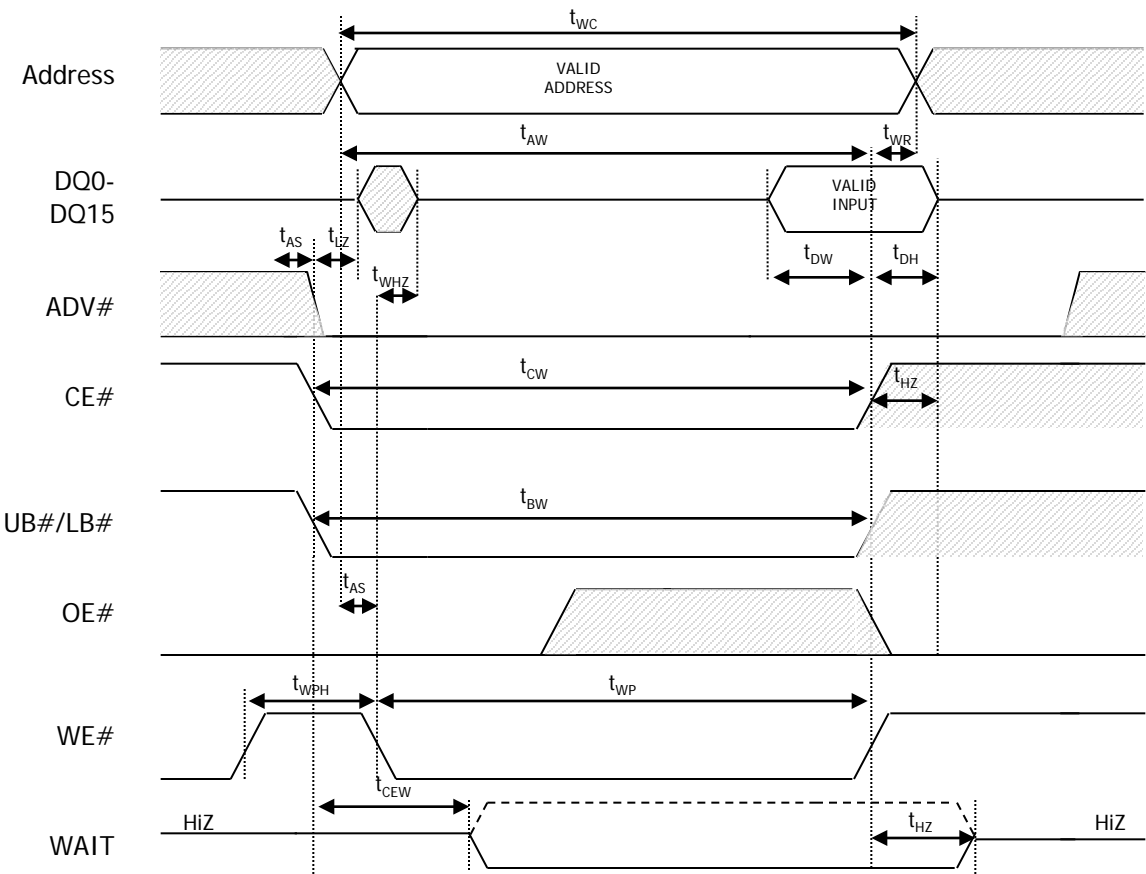 tWC
Address
VALID
ADDRESS
tAW
tWR
DQ0-
DQ15
VALID
INPUT
tAS
tLZ
tWHZ
tDW
tDH
ADV#
tCW
tHZ
CE#
tBW
UB#/LB#
tAS
OE#
tWPH
tWP
WE#
tCEW
HiZ
tHZ
HiZ
WAIT